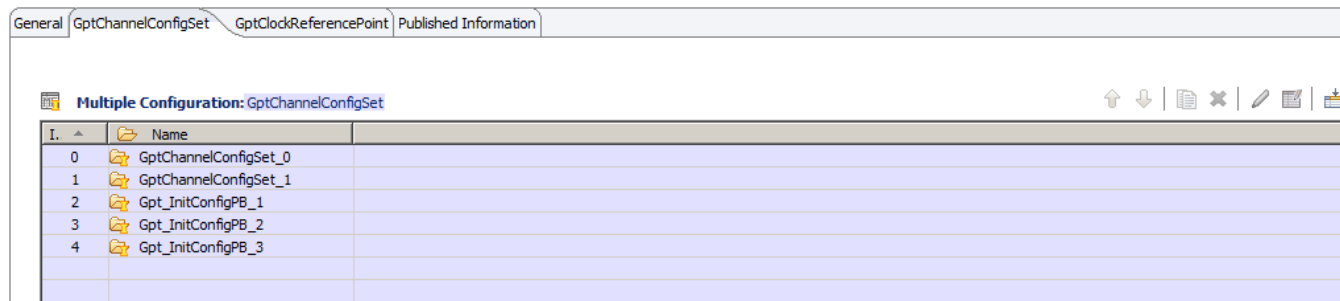 General GptChannelConfigSet GptClockReferencePoint Published Information
Multiple Configuration: GptChannelConfigSet
I.. Name
0 GptChannelConfigSet_0
1 GptChannelConfigSet_1
2 Gpt_InitConfigPB_1
3 Gpt_InitConfigPB_2
4 Gpt_InitConfigPB_3